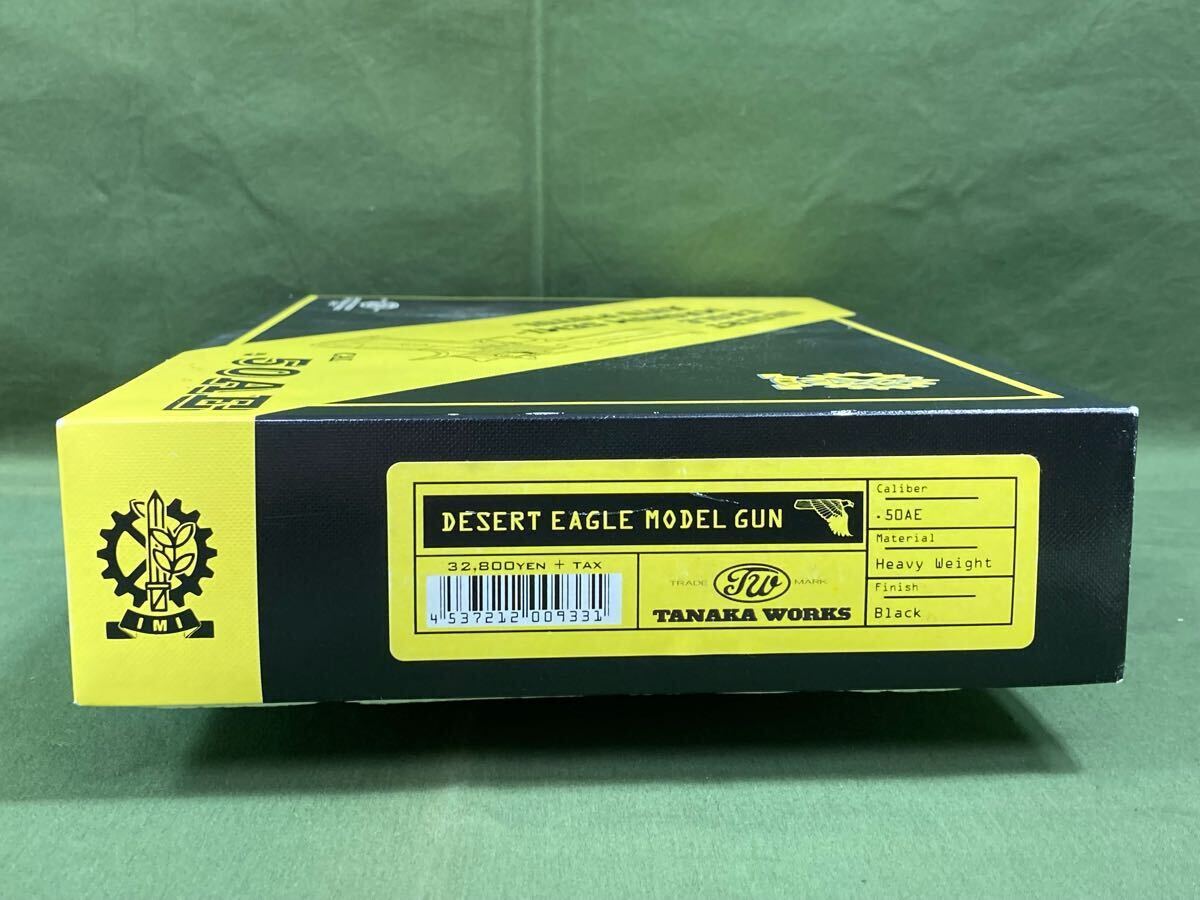 CAL
.50AE
IMI
DESERT EAGLE MODEL GUN
32,800YEN + TAX
4 537212 009331
TRADE TW MARK
TANAKA WORKS
Caliber
.50AE
Material
Heavy Weight
Finish
Black